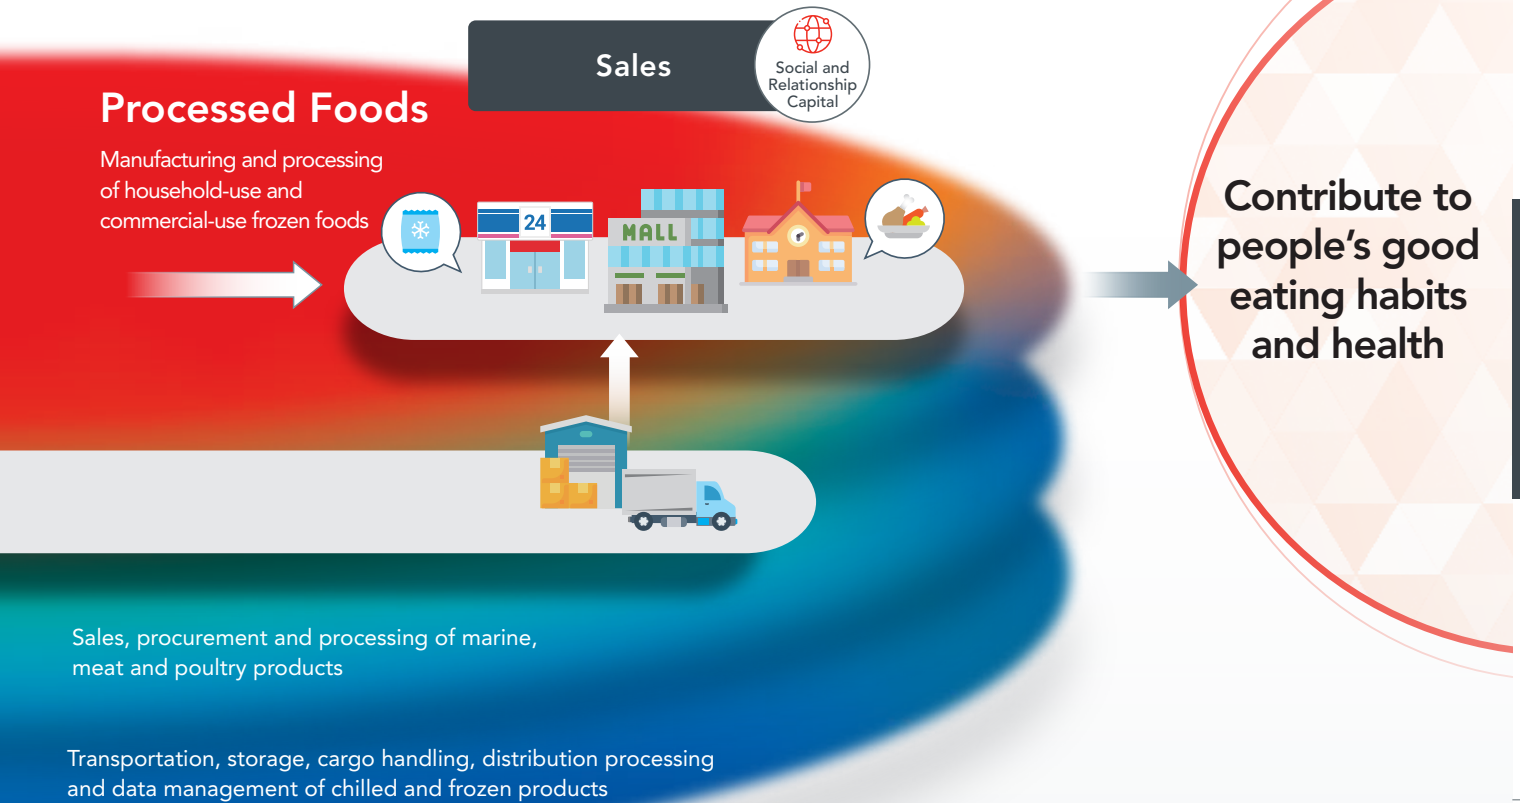 Sales
Social and
Relationship
Capital
Processed Foods
Manufacturing and processing
of household-use and
commercial-use frozen foods
24
MALL
Contribute to
people's good
eating habits
and health
Sales, procurement and processing of marine,
meat and poultry products
Transportation, storage, cargo handling, distribution processing
and data management of chilled and frozen products